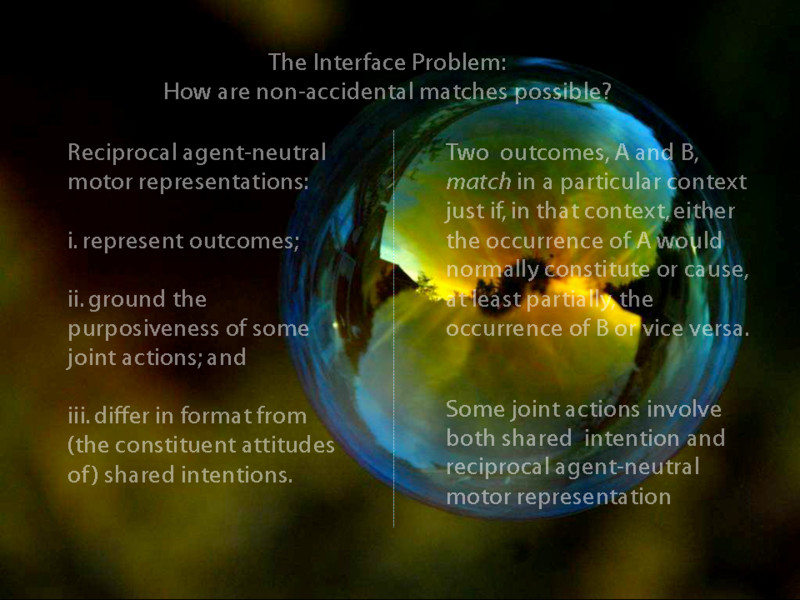 The Interface Problem:
How are non-accidental matches possible?
Reciprocal agent-neutral
motor representations:
i. represent outcomes;
ii. ground the
purposiveness of some
joint actions; and
iii. differ in format from
(the constituent attitudes
of) shared intentions.
Two outcomes, A and B,
match in a particular context
just if, in that context, either
the occurrence of A would
normally constitute or cause,
at least partially, the
occurrence of B or vice versa.
Some joint actions involve
both shared intention and
reciprocal agent-neutral
motor representation